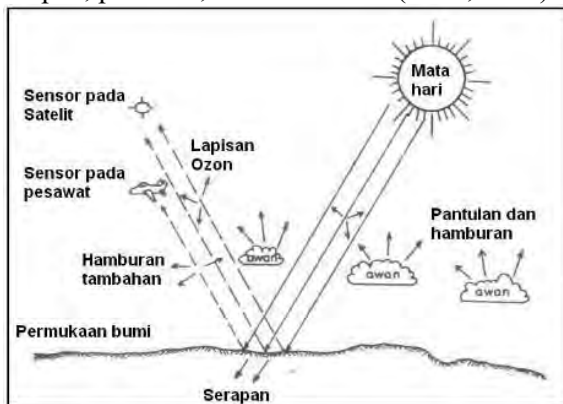 Mata
hari
Sensor pada
Satelit
Lapisan
Ozon
Sensor pada
pesawat
Pantulan dan
hamburan
Hamburan
tambahan
awan
awan
awan
Permukaan bumi
Serapan